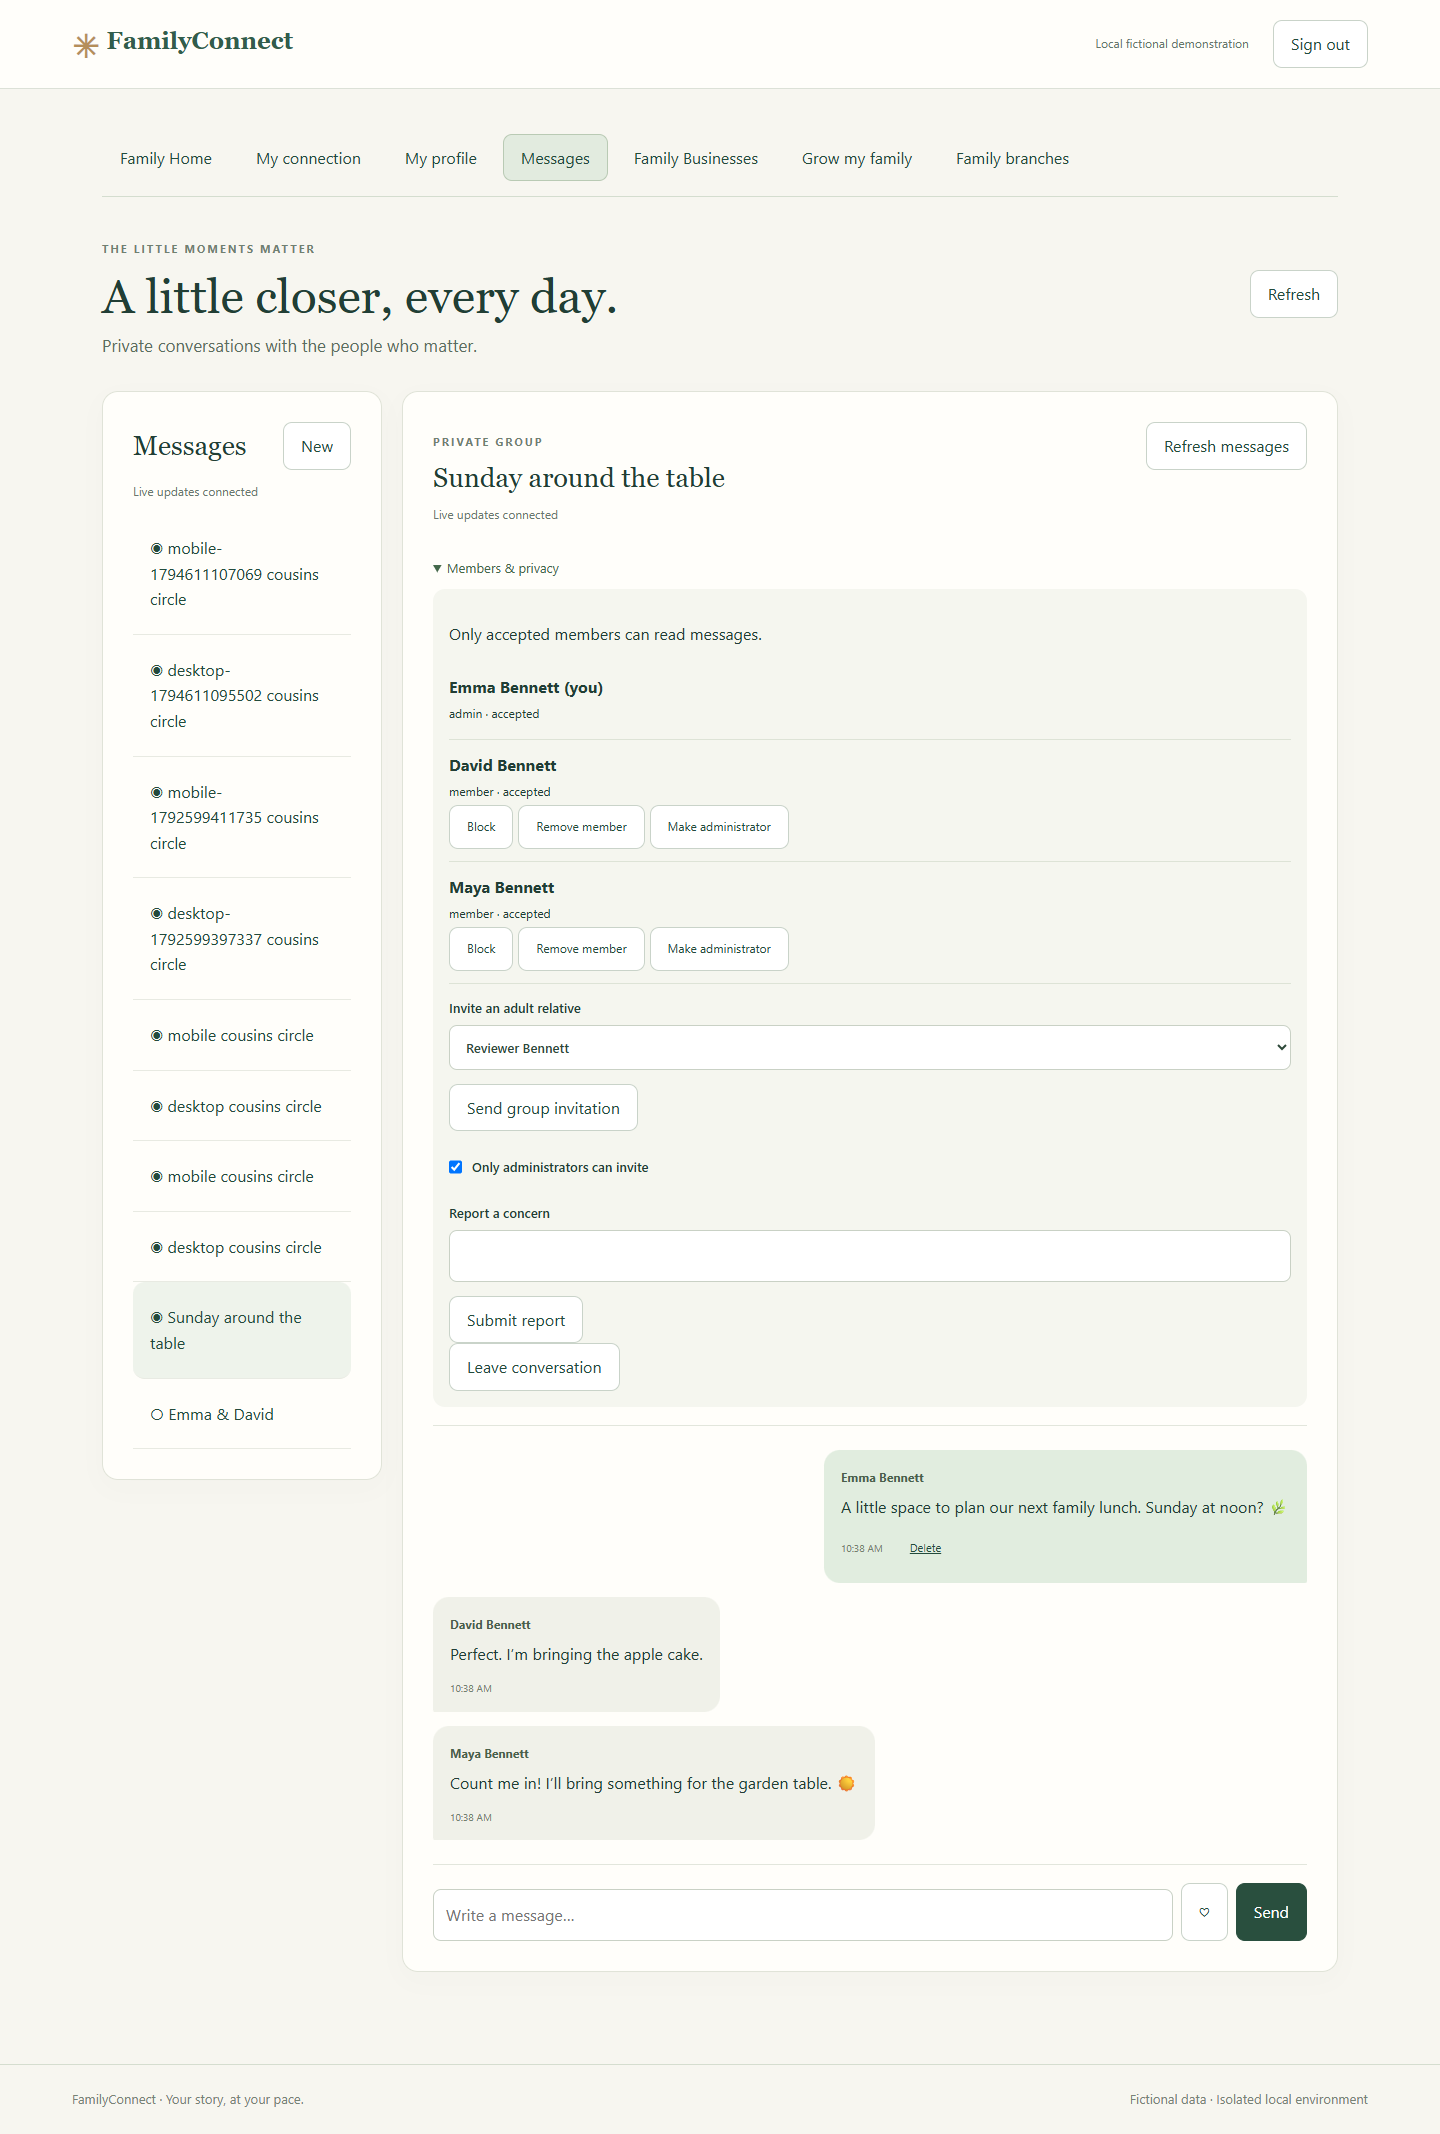 FamilyConnect
Local fictional demonstration
Sign out
Family Home
My connection
My profile
Messages
Family Businesses
Grow my family
Family branches
THE LITTLE MOMENTS MATTER
A little closer, every day.
Refresh
Private conversations with the people who matter.
Messages
New
Live updates connected
mobile-
1794611107069 cousins
circle
desktop-
1794611095502 cousins
circle
mobile-
1792599411735 cousins
circle
desktop-
1792599397337 cousins
circle
mobile cousins circle
desktop cousins circle
mobile cousins circle
desktop cousins circle
Sunday around the
table
Emma & David
PRIVATE GROUP
Sunday around the table
Live updates connected
Refresh messages
Members & privacy
Only accepted members can read messages.
Emma Bennett (you)
admin · accepted
David Bennett
member · accepted
Block
Remove member
Make administrator
Maya Bennett
member · accepted
Block
Remove member
Make administrator
Invite an adult relative
Reviewer Bennett
Send group invitation
Only administrators can invite
Report a concern
Submit report
Leave conversation
Emma Bennett
A little space to plan our next family lunch. Sunday at noon? 🌿
10:38 AM
Delete
David Bennett
Perfect. I'm bringing the apple cake.
10:38 AM
Maya Bennett
Count me in! I'll bring something for the garden table. 🌼
10:38 AM
Write a message...
♡
Send
FamilyConnect · Your story, at your pace.
Fictional data · Isolated local environment